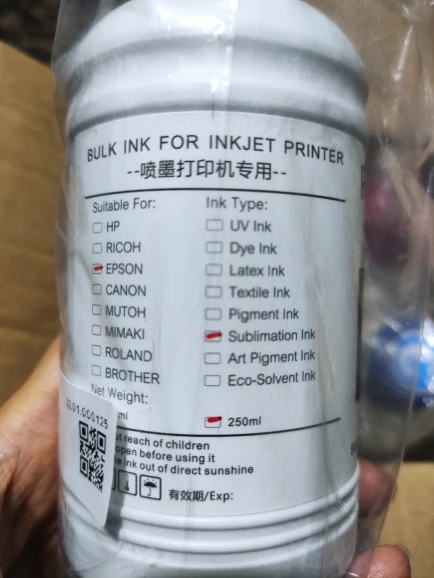 BULK INK FOR INKJET PRINTER
--喷墨打印机专用--
Suitable For:
HP
RICOH
EPSON
CANON
MUTOH
MIMAKI
ROLAND
BROTHER
Ink Type:
UV Ink
Dye Ink
Latex Ink
Textile Ink
Pigment Ink
Sublimation Ink
Art Pigment Ink
Eco-Solvent Ink
Net Weight:
ml
250ml
reach of children
open before using it
ink out of direct sunshine
有效期/Exp: